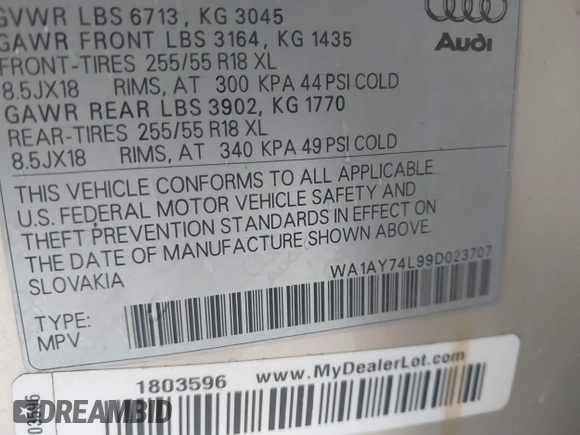 GVWR LBS 6713, KG 3045
GAWR FRONT LBS 3164, KG 1435
FRONT-TIRES 255/55 R18 XL
8.5JX18 RIMS, AT 300 KPA 44 PSI COLD
GAWR REAR LBS 3902, KG 1770
REAR-TIRES 255/55 R18 XL
8.5JX18 RIMS, AT 340 KPA 49 PSI COLD
Audi
THIS VEHICLE CONFORMS TO ALL APPLICABLE
U.S. FEDERAL MOTOR VEHICLE SAFETY AND
THEFT PREVENTION STANDARDS IN EFFECT ON
THE DATE OF MANUFACTURE SHOWN ABOVE.
SLOVAKIA
WA1AY74L99D023707
TYPE:
MPV
1803596 www.MyDealerLot.com
03596
DREAMBID